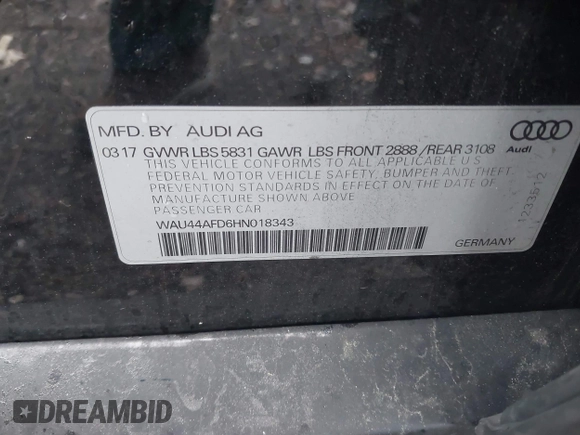 MFD. BY AUDI AG
03 17 GVWR LBS 5831 GAWR LBS FRONT 2888 /REAR 3108
Audi
THIS VEHICLE CONFORMS TO ALL APPLICABLE U.S
FEDERAL MOTOR VEHICLE SAFETY, BUMPER AND THEFT
PREVENTION STANDARDS IN EFFECT ON THE DATE OF
MANUFACTURE SHOWN ABOVE
PASSENGER CAR
WAU44AFD6HN018343
GERMANY
1233512
DREAMBID